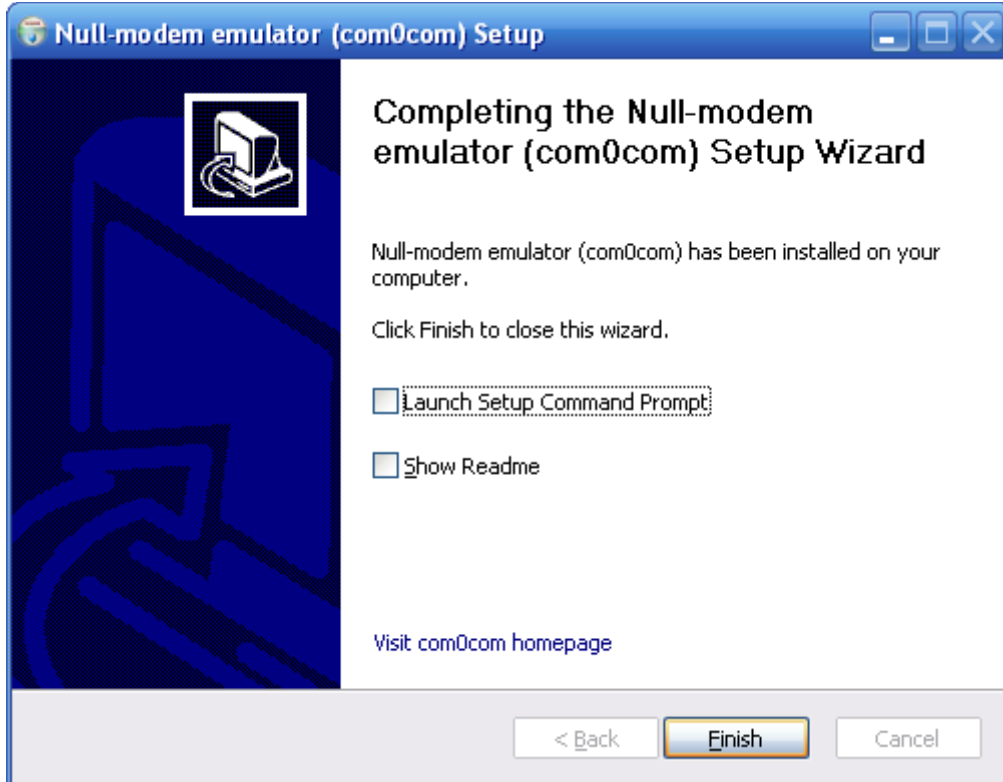 Null-modem emulator (com0com) Setup
Completing the Null-modem
emulator (com0com) Setup Wizard
Null-modem emulator (com0com) has been installed on your
computer.
Click Finish to close this wizard.
Launch Setup Command Prompt
Show Readme
Visit com0com homepage
< Back
Finish
Cancel